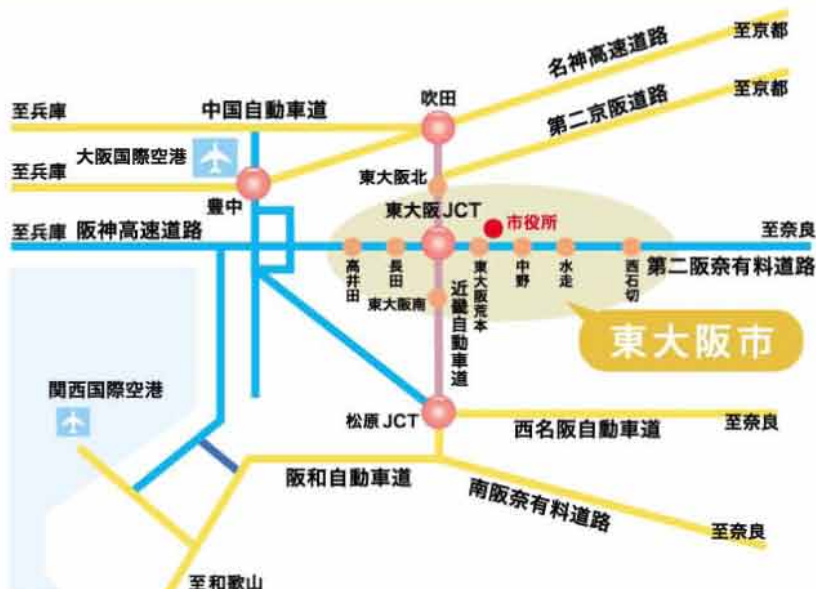 至京都
名神高速道路
至兵庫
中国自動車道
吹田
至京都
第二京阪道路
大阪国際空港
至兵庫
東大阪北
豊中
東大阪JCT
市役所
至兵庫
阪神高速道路
至奈良
高井田
長田
東大阪荒本
中野
水走
西石切
第二阪奈有料道路
東大阪南
近畿自動車道
東大阪市
関西国際空港
松原JCT
西名阪自動車道
至奈良
阪和自動車道
南阪奈有料道路
至奈良
至和歌山